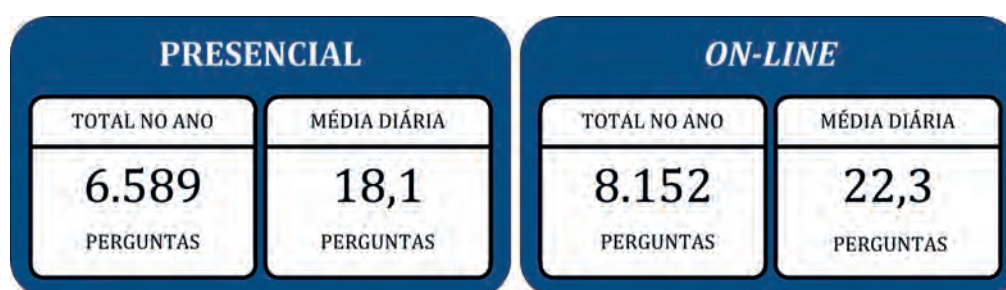 PRESENCIAL
TOTAL NO ANO
6.589
PERGUNTAS
MÉDIA DIÁRIA
18,1
PERGUNTAS
ON-LINE
TOTAL NO ANO
8.152
PERGUNTAS
MÉDIA DIÁRIA
22,3
PERGUNTAS